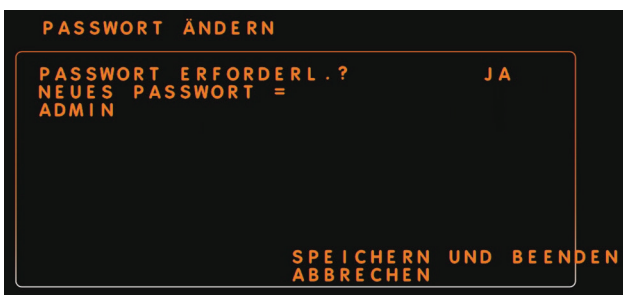 PASSWORT ÄNDERN
PASSWORT ERFORDERL.? JA
NEUES PASSWORT =
ADMIN
SPEICHERN UND BEENDEN
ABBRECHEN